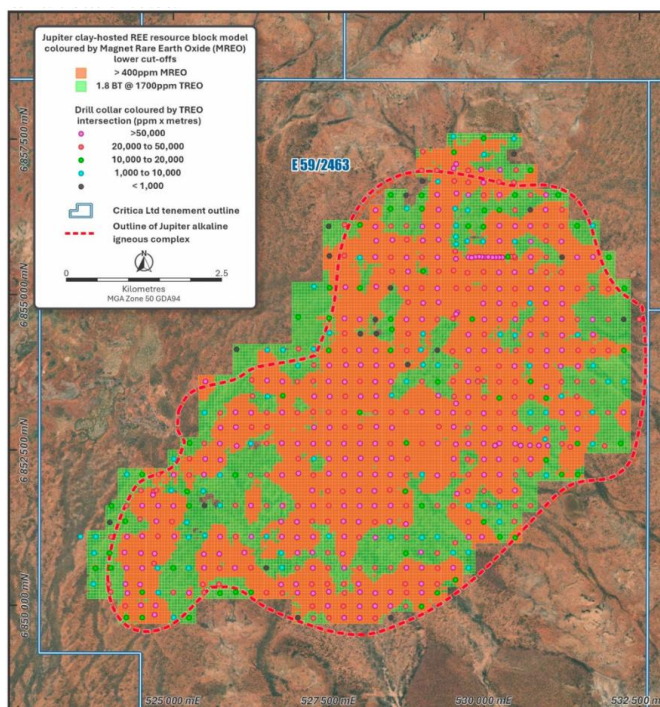 Jupiter clay-hosted REE resource block model
coloured by Magnet Rare Earth Oxide (MREO)
lower cut-offs
> 400ppm MREO
1.8 BT @ 1700ppm TREO
Drill collar coloured by TREO
intersection (ppm x metres)
>50,000
20,000 to 50,000
10,000 to 20,000
1,000 to 10,000
< 1,000
Critica Ltd tenement outline
Outline of Jupiter alkaline
igneous complex
N
0 2.5
Kilometres
MGA Zone 50 GDA94
E 59/2463
6 857 500 mN
6 855 000 mN
6 852 500 mN
6 850 000 mN
525 000 mE
527 500 mE
530 000 mE
532 500 mE